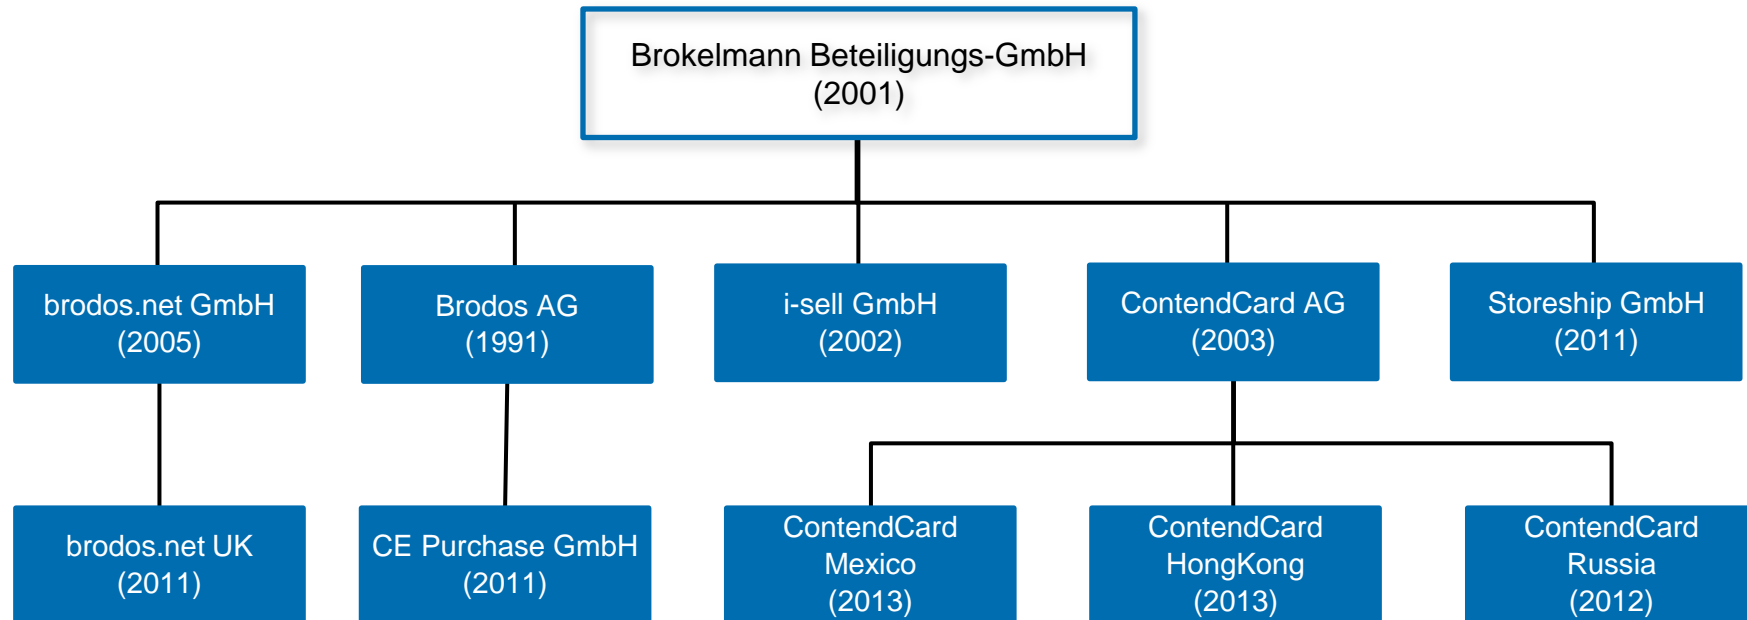 Brokelmann Beteiligungs-GmbH
(2001)
brodos.net GmbH
(2005)
Brodos AG
(1991)
i-sell GmbH
(2002)
ContendCard AG
(2003)
Storeship GmbH
(2011)
brodos.net UK
(2011)
CE Purchase GmbH
(2011)
ContendCard
Mexico
(2013)
ContendCard
HongKong
(2013)
ContendCard
Russia
(2012)